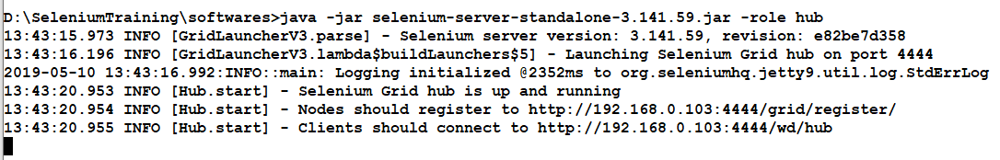 D:\SeleniumTraining\softwares>java -jar selenium-server-standalone-3.141.59.jar -role hub
13:43:15.973 INFO [GridLauncherV3.parse] - Selenium server version: 3.141.59, revision: e82be7d358
13:43:16.196 INFO [GridLauncherV3.lambda$buildLaunchers$5] - Launching Selenium Grid hub on port 4444
2019-05-10 13:43:16.992:INFO::main: Logging initialized @2352ms to org.seleniumhq.jetty9.util.log.StdErrLog
13:43:20.953 INFO [Hub.start] - Selenium Grid hub is up and running
13:43:20.954 INFO [Hub.start] - Nodes should register to http://192.168.0.103:4444/grid/register/
13:43:20.955 INFO [Hub.start] - Clients should connect to http://192.168.0.103:4444/wd/hub